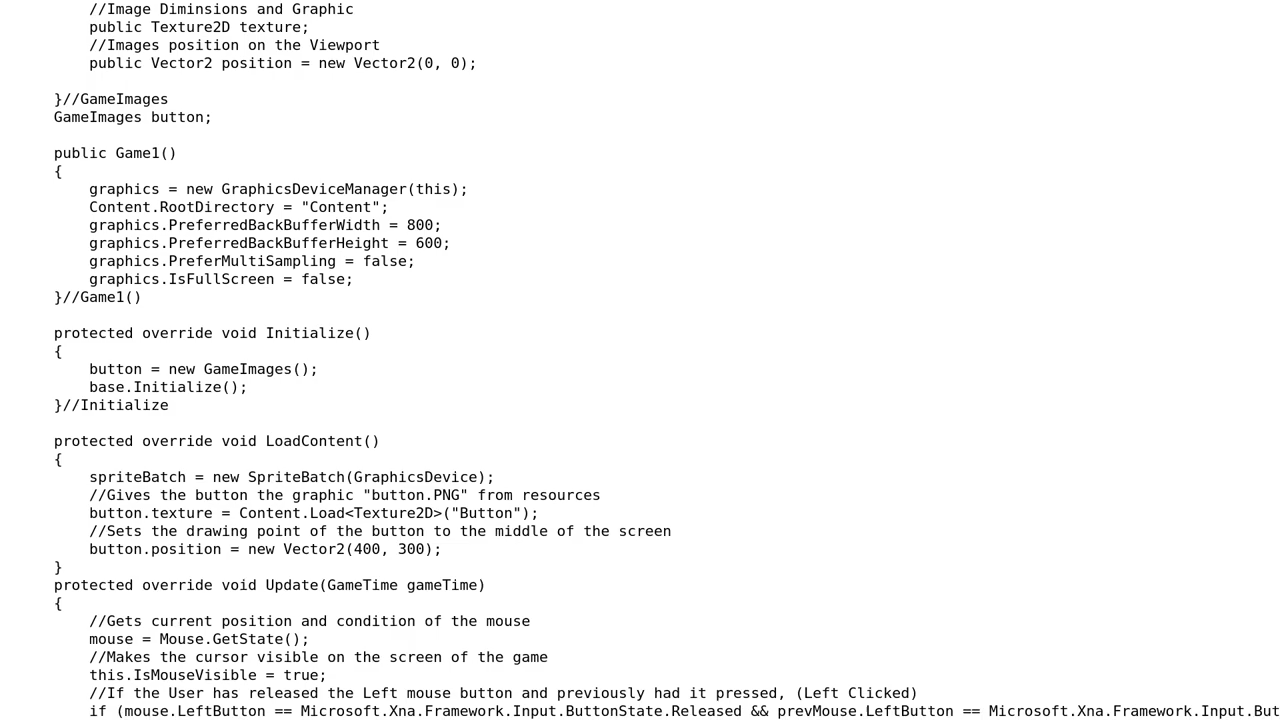 //Image Diminsions and Graphic
public Texture2D texture;
//Images position on the Viewport
public Vector2 position = new Vector2(0, 0);
}//GameImages
GameImages button;
public Game1()
{
graphics = new GraphicsDeviceManager(this);
Content.RootDirectory = "Content";
graphics.PreferredBackBufferWidth = 800;
graphics.PreferredBackBufferHeight = 600;
graphics.PreferMultiSampling = false;
graphics.IsFullScreen = false;
}//Game1()
protected override void Initialize()
{
button = new GameImages();
base.Initialize();
}//Initialize
protected override void LoadContent()
{
spriteBatch = new SpriteBatch(GraphicsDevice);
//Gives the button the graphic "button.PNG" from resources
button.texture = Content.Load<Texture2D>("Button");
//Sets the drawing point of the button to the middle of the screen
button.position = new Vector2(400, 300);
}
protected override void Update(GameTime gameTime)
{
//Gets current position and condition of the mouse
mouse = Mouse.GetState();
//Makes the cursor visible on the screen of the game
this.IsMouseVisible = true;
//If the User has released the Left mouse button and previously had it pressed, (Left Clicked)
if (mouse.LeftButton == Microsoft.Xna.Framework.Input.ButtonState.Released && prevMouse.LeftButton == Microsoft.Xna.Framework.Input.But